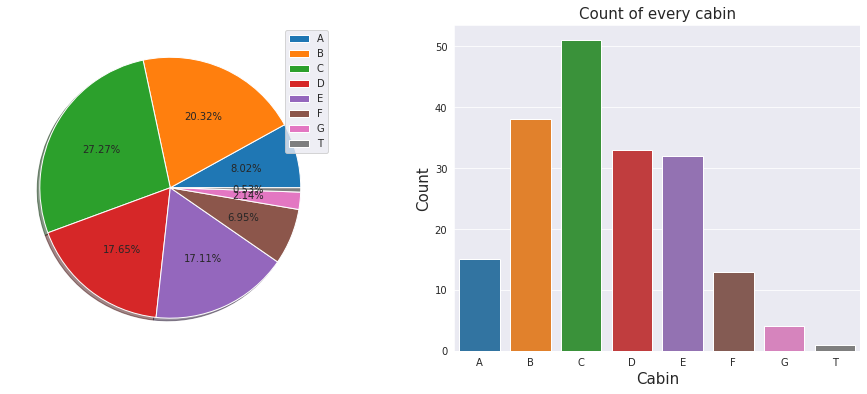 A
B
C
D
E
F
G
T
20.32%
27.27%
8.02%
0.53%
2.14%
6.95%
17.65%
17.11%
Count of every cabin
Count
50
40
30
20
10
0
A B C D E F G T
Cabin